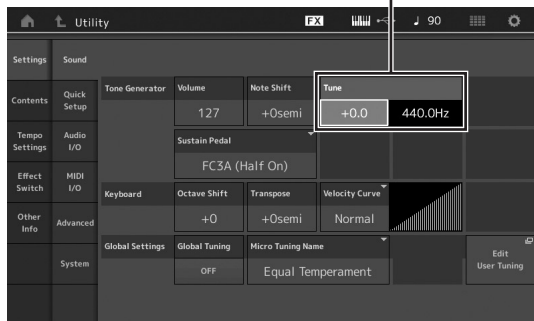 Utility FX 90
Settings Sound
Tone Generator Volume Note Shift Tune
127 +0semi +0.0 440.0Hz
Contents Quick Setup
Sustain Pedal
FC3A (Half On)
Tempo Settings Audio I/O
Effect Switch MIDI I/O
Keyboard Octave Shift Transpose Velocity Curve
+0 +0semi Normal
Other Info Advanced
Global Settings Global Tuning Micro Tuning Name
OFF Equal Temperament Edit User Tuning
System